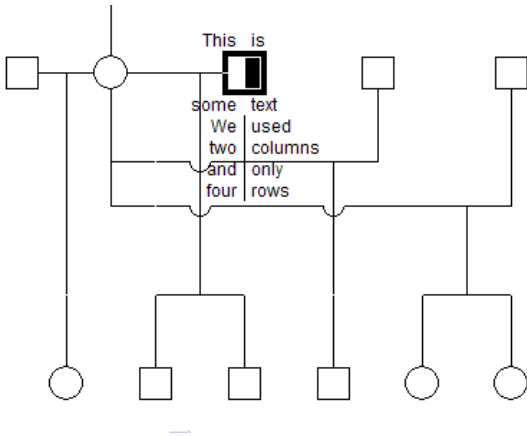 This is
some text
We used
two columns
and only
four rows